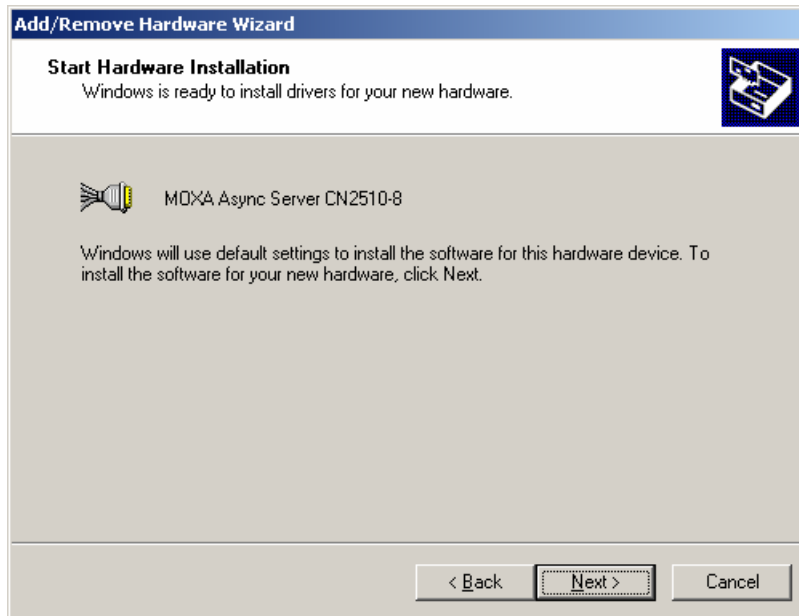 Add/Remove Hardware Wizard
Start Hardware Installation
Windows is ready to install drivers for your new hardware.
MOXA Async Server CN2510-8
Windows will use default settings to install the software for this hardware device. To
install the software for your new hardware, click Next.
< Back Next > Cancel